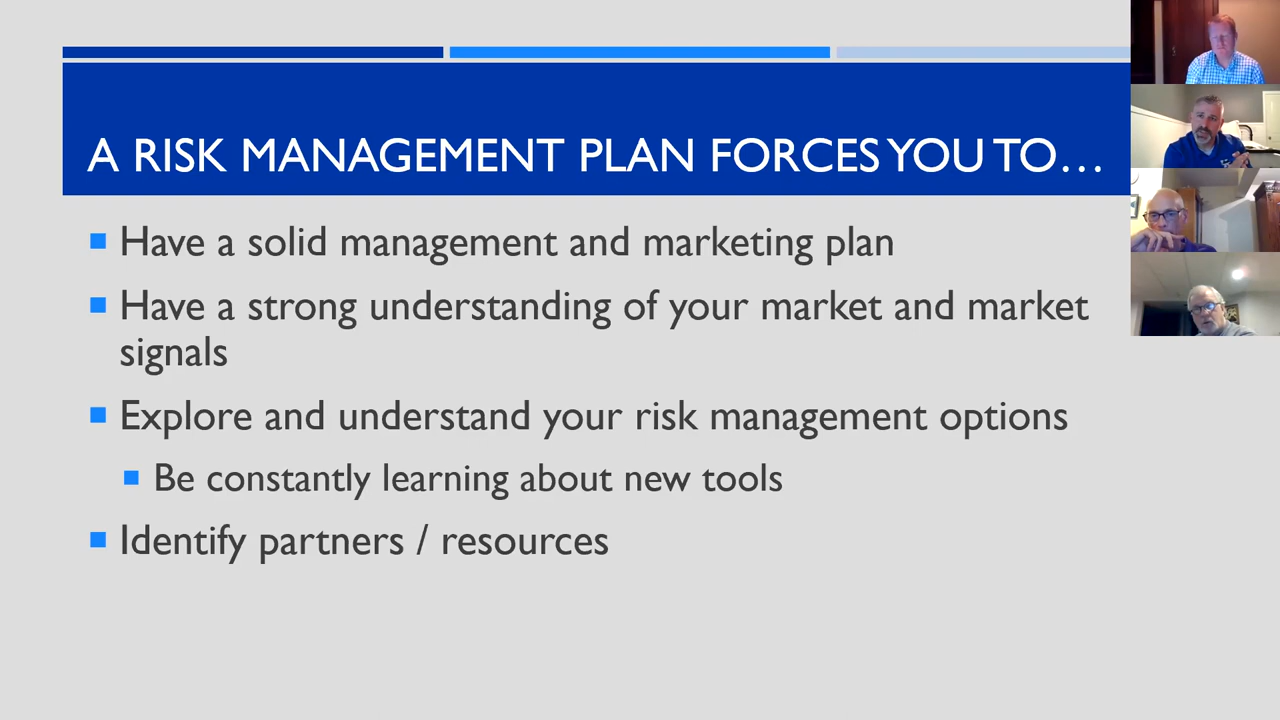 A RISK MANAGEMENT PLAN FORCES YOU TO...
Have a solid management and marketing plan
Have a strong understanding of your market and market
signals
Explore and understand your risk management options
Be constantly learning about new tools
Identify partners / resources